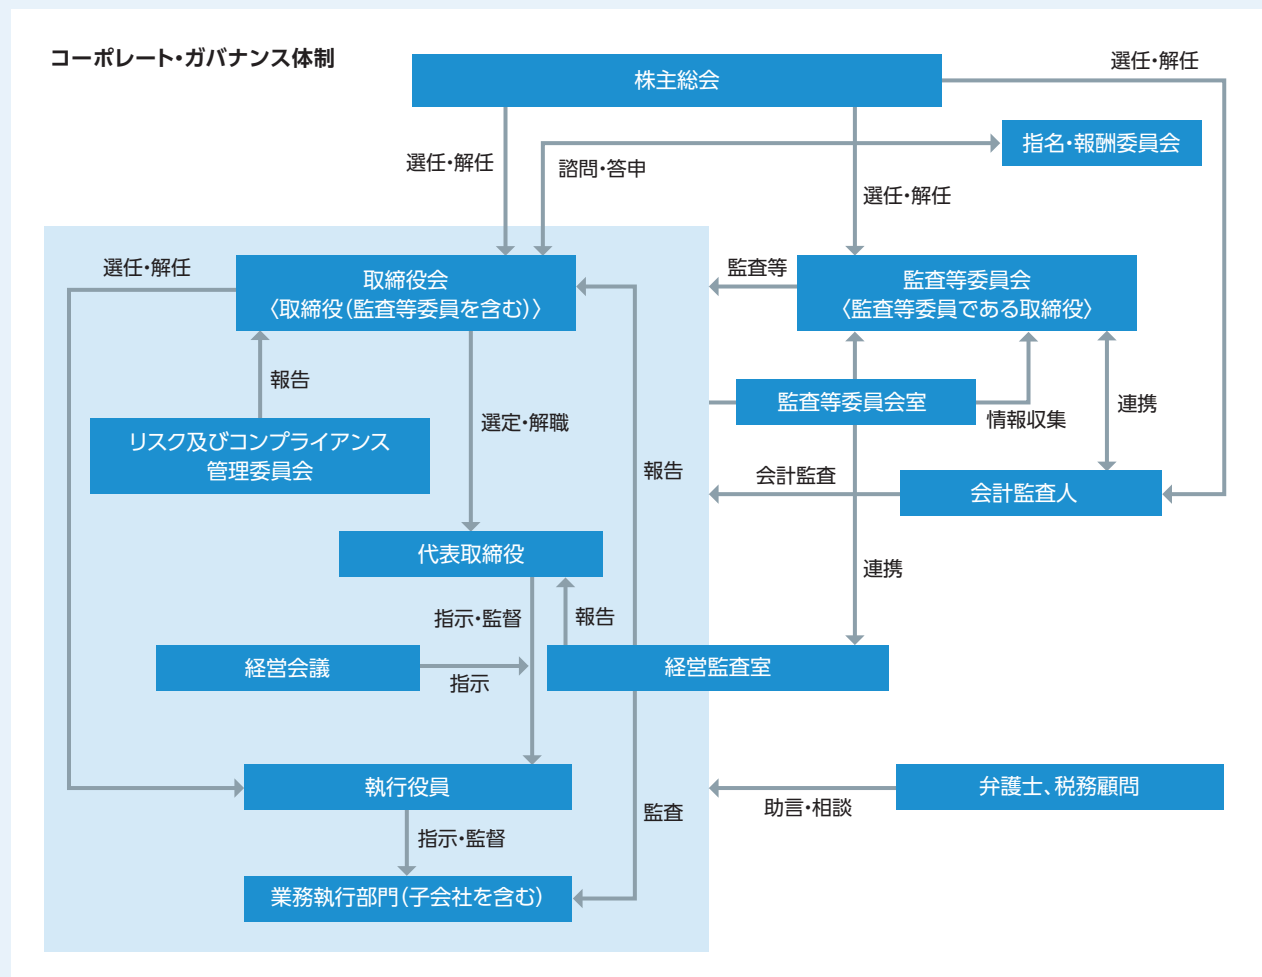 コーポレート・ガバナンス体制
株主総会
選任・解任
指名・報酬委員会
選任・解任
諮問・答申
選任・解任
選任・解任
取締役会
〈取締役(監査等委員を含む)〉
監査等
監査等委員会
〈監査等委員である取締役〉
報告
リスク及びコンプライアンス
管理委員会
選定・解職
監査等委員会室
情報収集
連携
報告
会計監査
会計監査人
代表取締役
連携
指示・監督
報告
経営会議
指示
経営監査室
執行役員
指示・監督
監査
助言・相談
弁護士、税務顧問
業務執行部門(子会社を含む)